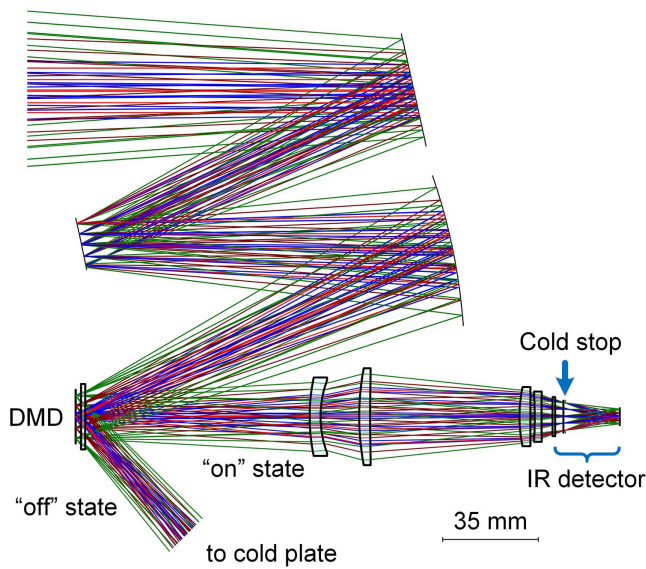 Cold stop
DMD
"on" state
IR detector
"off" state
35 mm
to cold plate